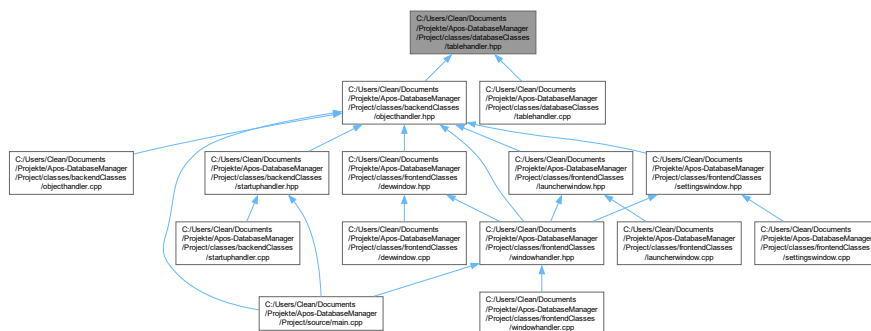 C:/Users/Clean/Documents
/Projekte/Apos-DatabaseManager
/Project/classes/databaseClasses
/tablehandler.hpp
C:/Users/Clean/Documents
/Projekte/Apos-DatabaseManager
/Project/classes/backendClasses
/objecthandler.hpp
C:/Users/Clean/Documents
/Projekte/Apos-DatabaseManager
/Project/classes/databaseClasses
/tablehandler.cpp
C:/Users/Clean/Documents
/Projekte/Apos-DatabaseManager
/Project/classes/backendClasses
/objecthandler.cpp
C:/Users/Clean/Documents
/Projekte/Apos-DatabaseManager
/Project/classes/backendClasses
/startuphandler.hpp
C:/Users/Clean/Documents
/Projekte/Apos-DatabaseManager
/Project/classes/frontendClasses
/dewindow.hpp
C:/Users/Clean/Documents
/Projekte/Apos-DatabaseManager
/Project/classes/frontendClasses
/launcherwindow.hpp
C:/Users/Clean/Documents
/Projekte/Apos-DatabaseManager
/Project/classes/frontendClasses
/settingswindow.hpp
C:/Users/Clean/Documents
/Projekte/Apos-DatabaseManager
/Project/classes/backendClasses
/startuphandler.cpp
C:/Users/Clean/Documents
/Projekte/Apos-DatabaseManager
/Project/classes/frontendClasses
/dewindow.cpp
C:/Users/Clean/Documents
/Projekte/Apos-DatabaseManager
/Project/classes/frontendClasses
/windowhandler.hpp
C:/Users/Clean/Documents
/Projekte/Apos-DatabaseManager
/Project/classes/frontendClasses
/launcherwindow.cpp
C:/Users/Clean/Documents
/Projekte/Apos-DatabaseManager
/Project/classes/frontendClasses
/settingswindow.cpp
C:/Users/Clean/Documents
/Projekte/Apos-DatabaseManager
/Project/source/main.cpp
C:/Users/Clean/Documents
/Projekte/Apos-DatabaseManager
/Project/classes/frontendClasses
/windowhandler.cpp